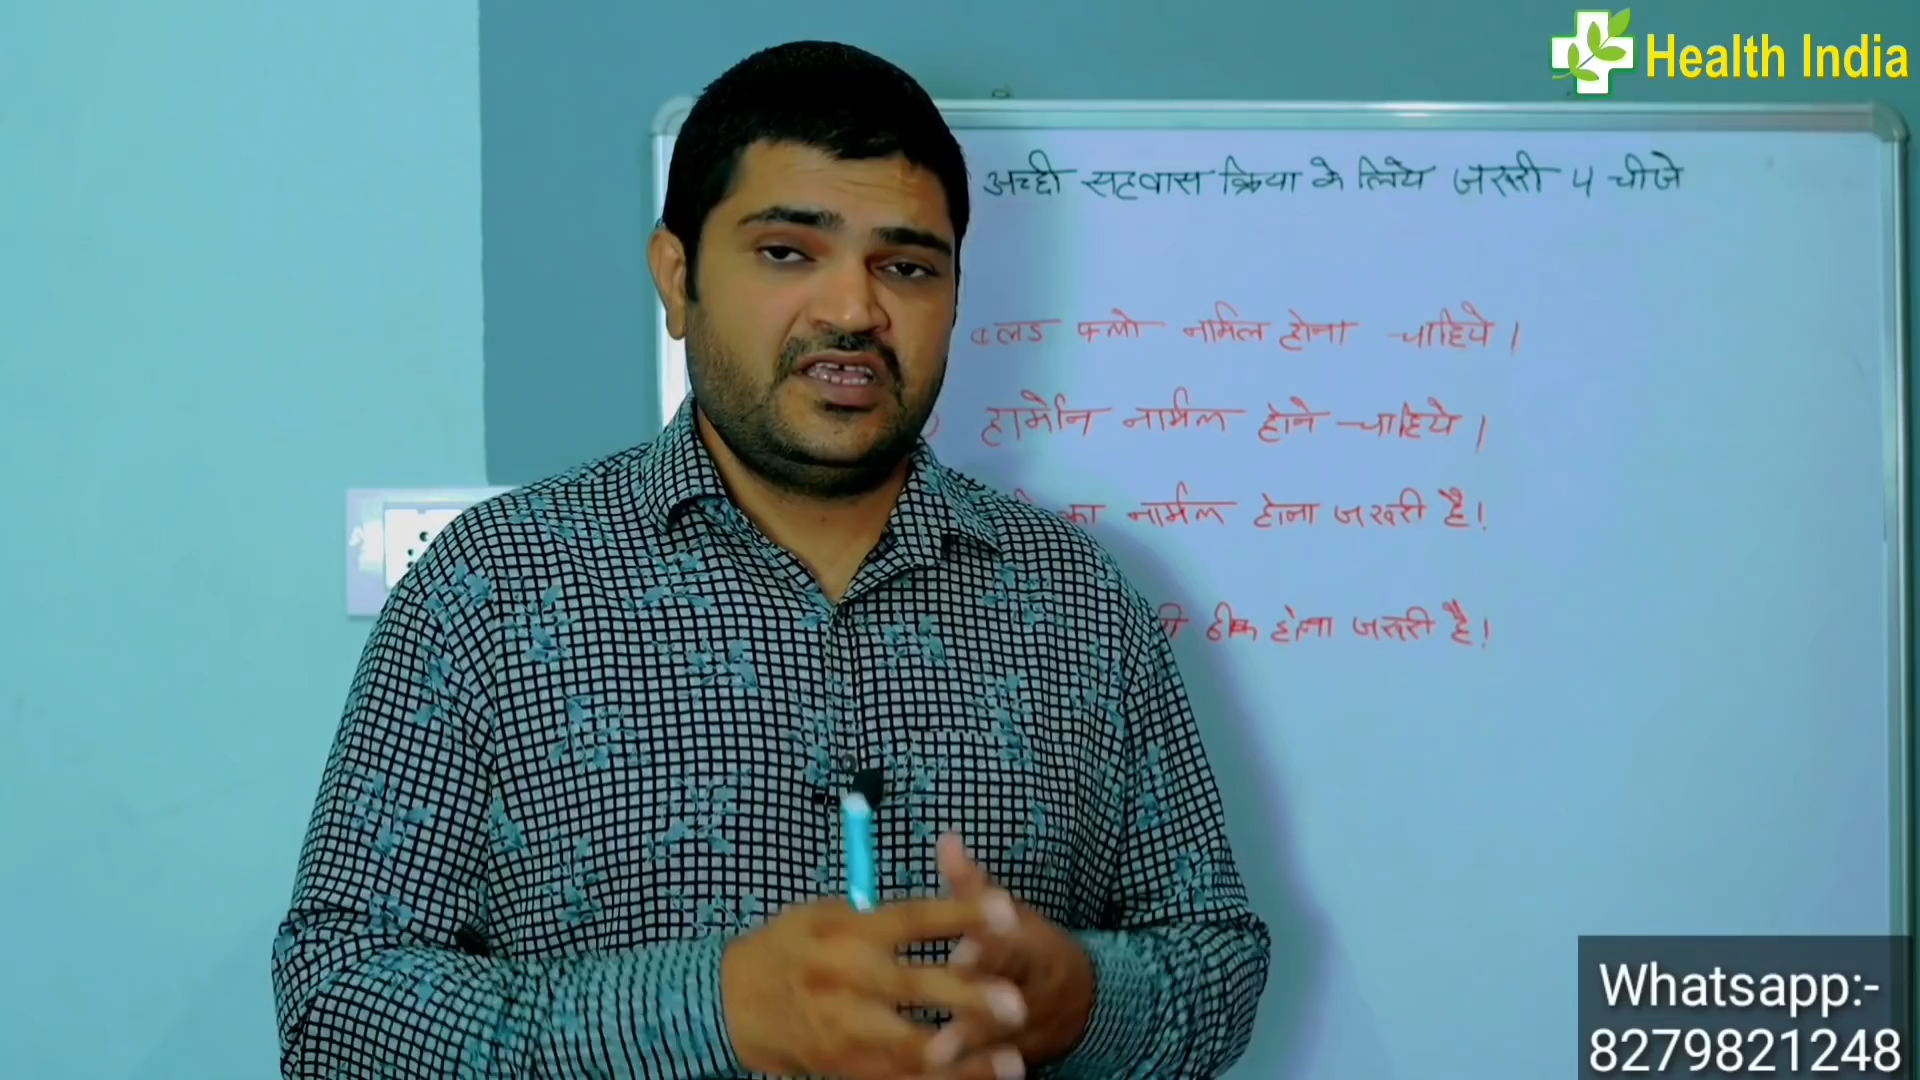 Health India
अच्छी सहवास क्रिया के लिये जरूरी 4 चीजे
ब्लड फ्लो नार्मल होना चाहिये।
हार्मोन नार्मल होने चाहिये।
का नार्मल होना जरूरी है।
ठीक होना जरूरी है।
Whatsapp:-
8279821248